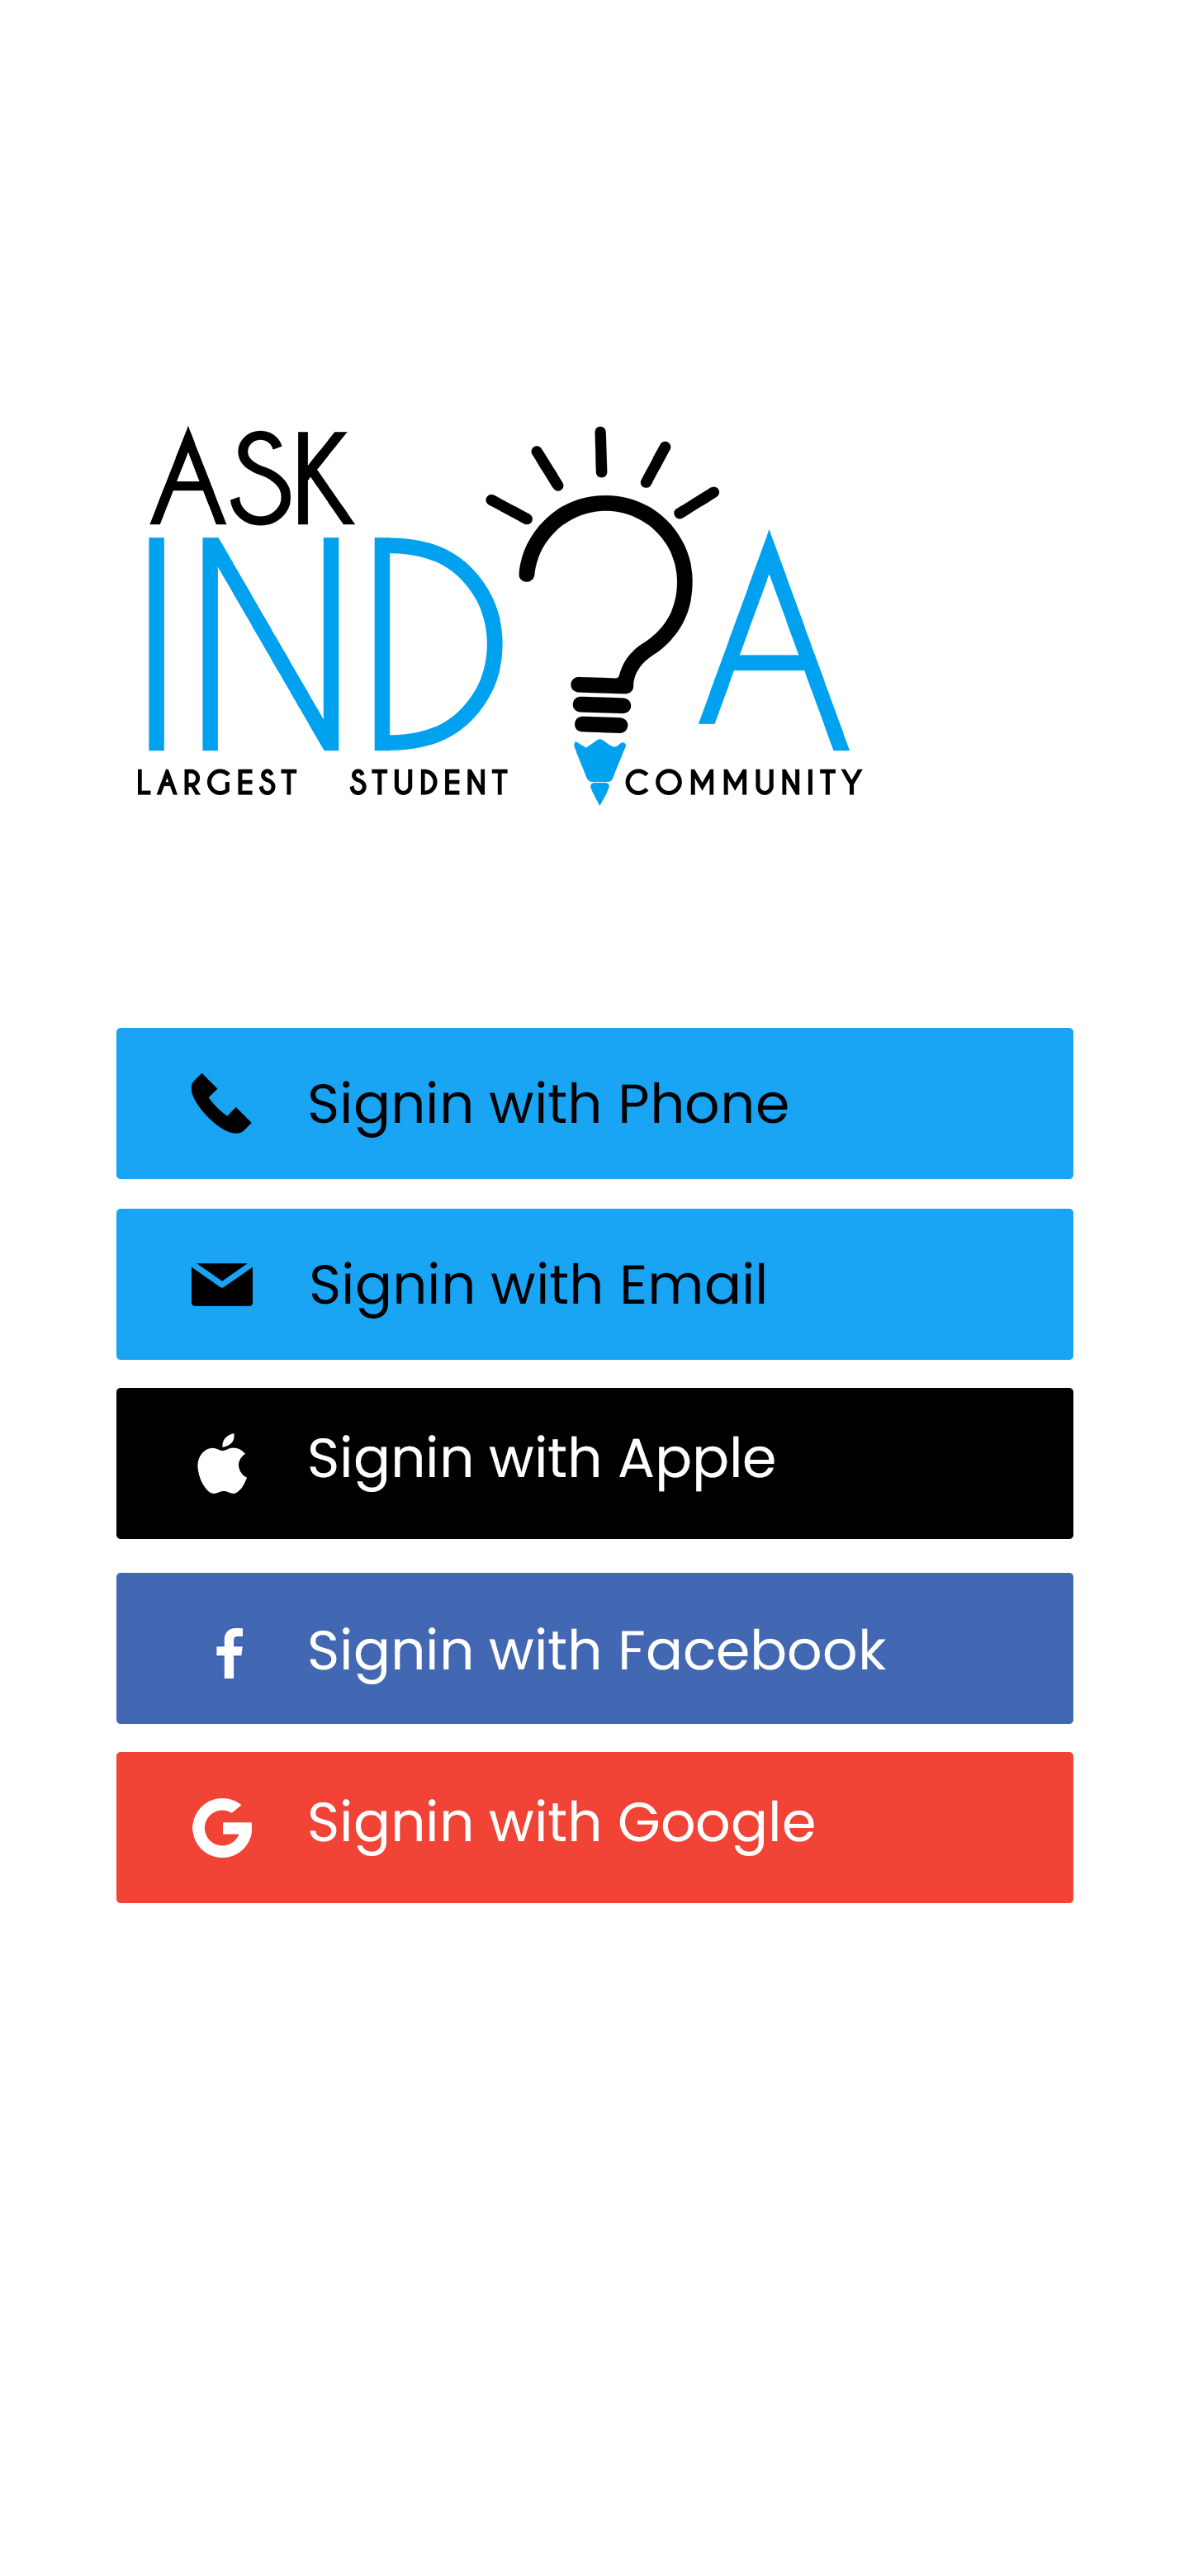 ASK
INDIA
LARGEST STUDENT COMMUNITY
Signin with Phone
Signin with Email
Signin with Apple
Signin with Facebook
Signin with Google